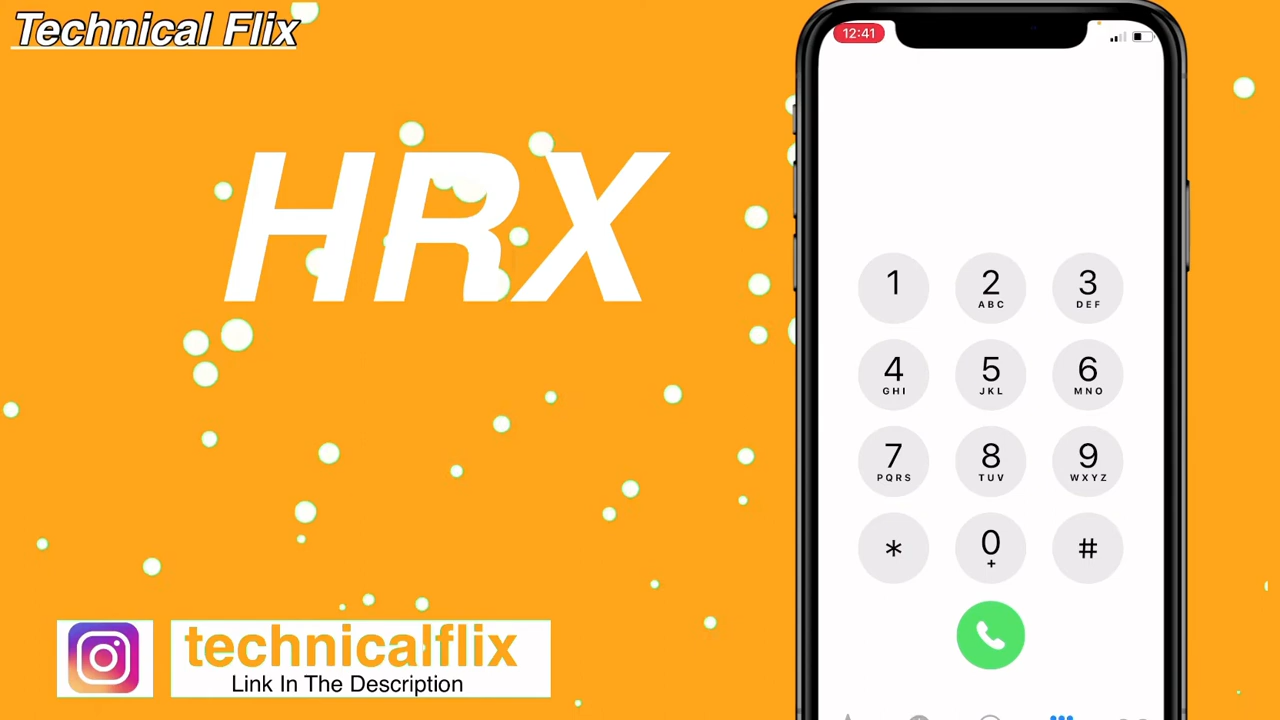 Technical Flix
HRX
12:41
1
2
ABC
3
DEF
4
GHI
5
JKL
6
MNO
7
PQRS
8
TUV
9
WXYZ
*
0
+
#
technicalflix
Link In The Description